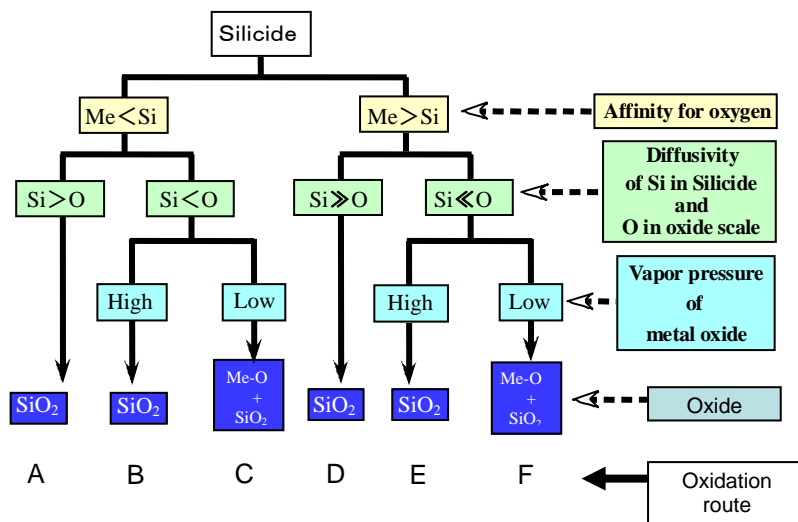 Silicide
Me<Si
Me>Si
Affinity for oxygen
Si>O
Si<O
Si≫O
Si≪O
Diffusivity
of Si in Silicide
and
O in oxide scale
High
Low
High
Low
Vapor pressure
of
metal oxide
SiO2
SiO2
Me-O
+
SiO2
SiO2
SiO2
Me-O
+
SiO2
Oxide
A
B
C
D
E
F
Oxidation
route